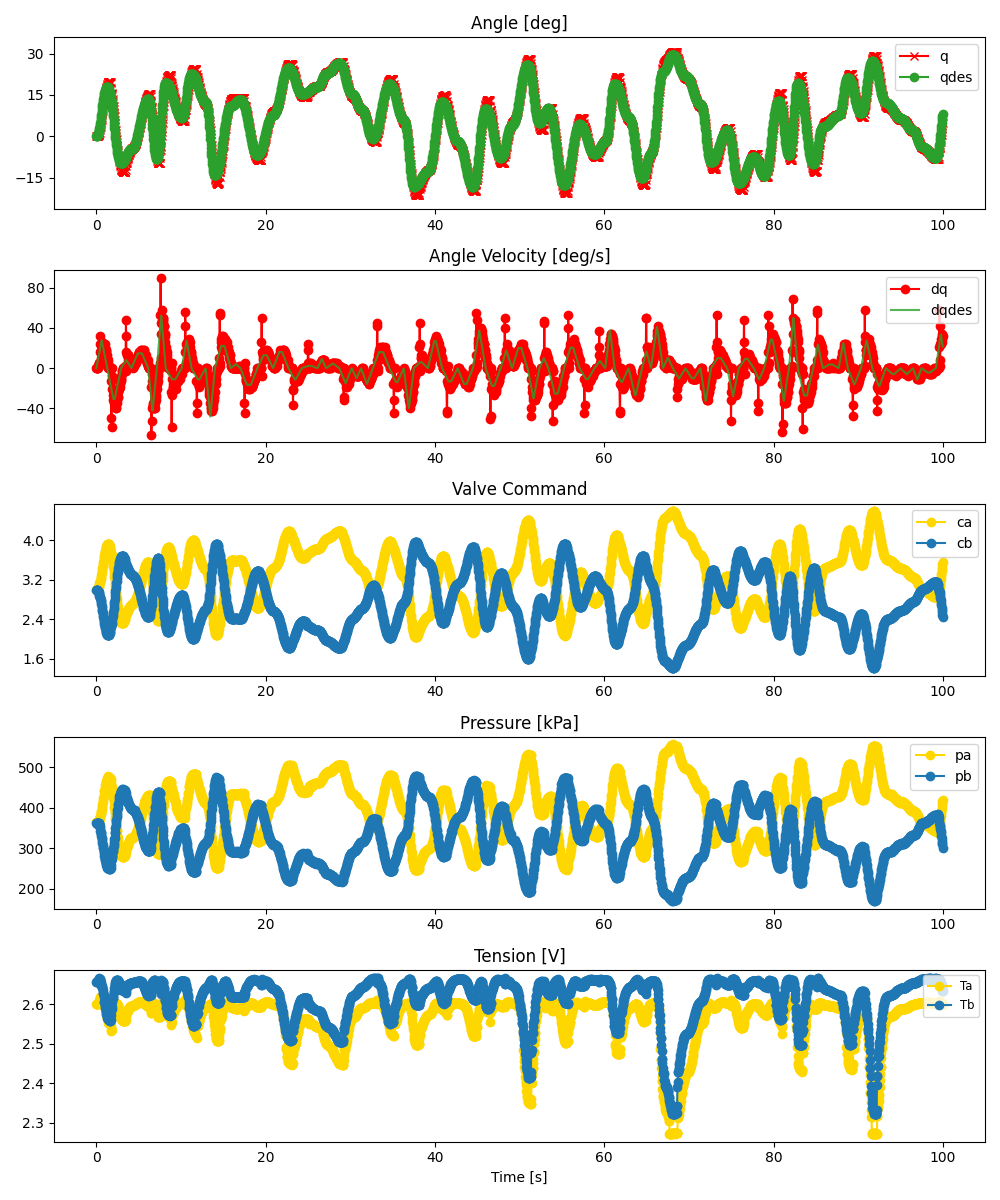 Angle [deg]
30
15
0
−15
q
qdes
0 20 40 60 80 100
Angle Velocity [deg/s]
80
40
0
−40
dq
dqdes
0 20 40 60 80 100
Valve Command
4.0
3.2
2.4
1.6
ca
cb
0 20 40 60 80 100
Pressure [kPa]
500
400
300
200
pa
pb
0 20 40 60 80 100
Tension [V]
2.6
2.5
2.4
2.3
Ta
Tb
0 20 40 60 80 100
Time [s]